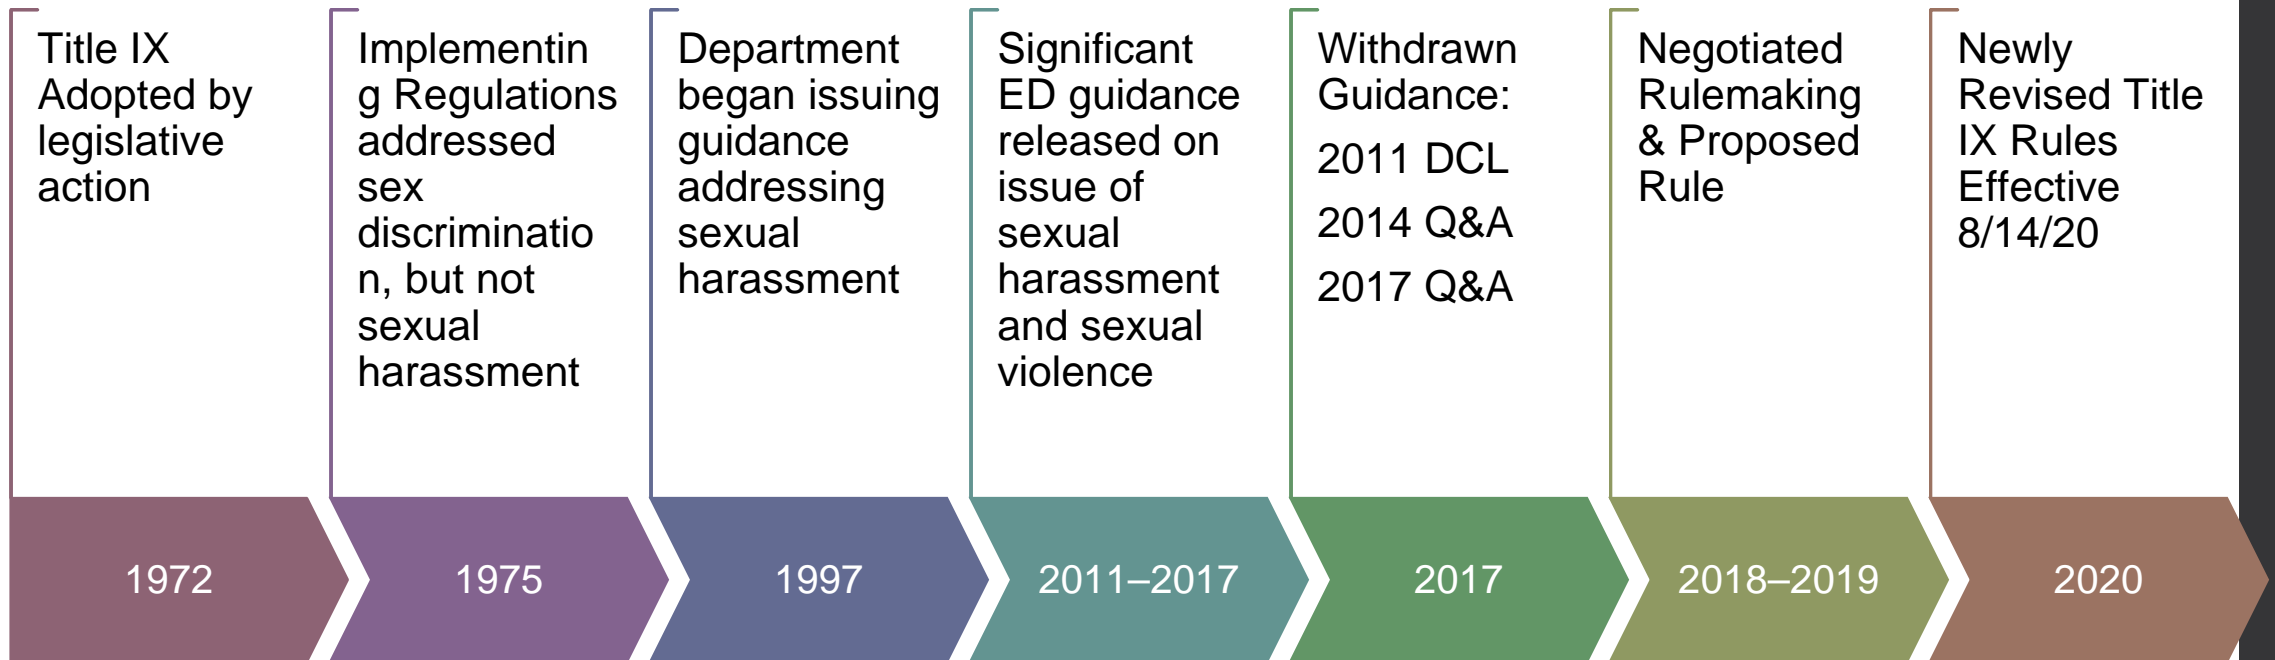 Title IX
Adopted by
legislative
action
Implementin
g Regulations
addressed
sex
discriminatio
n, but not
sexual
harassment
Department
began issuing
guidance
addressing
sexual
harassment
Significant
ED guidance
released on
issue of
sexual
harassment
and sexual
violence
Withdrawn
Guidance:
2011 DCL
2014 Q&A
2017 Q&A
Negotiated
Rulemaking
& Proposed
Rule
Newly
Revised Title
IX Rules
Effective
8/14/20
1972
1975
1997
2011–2017
2017
2018–2019
2020